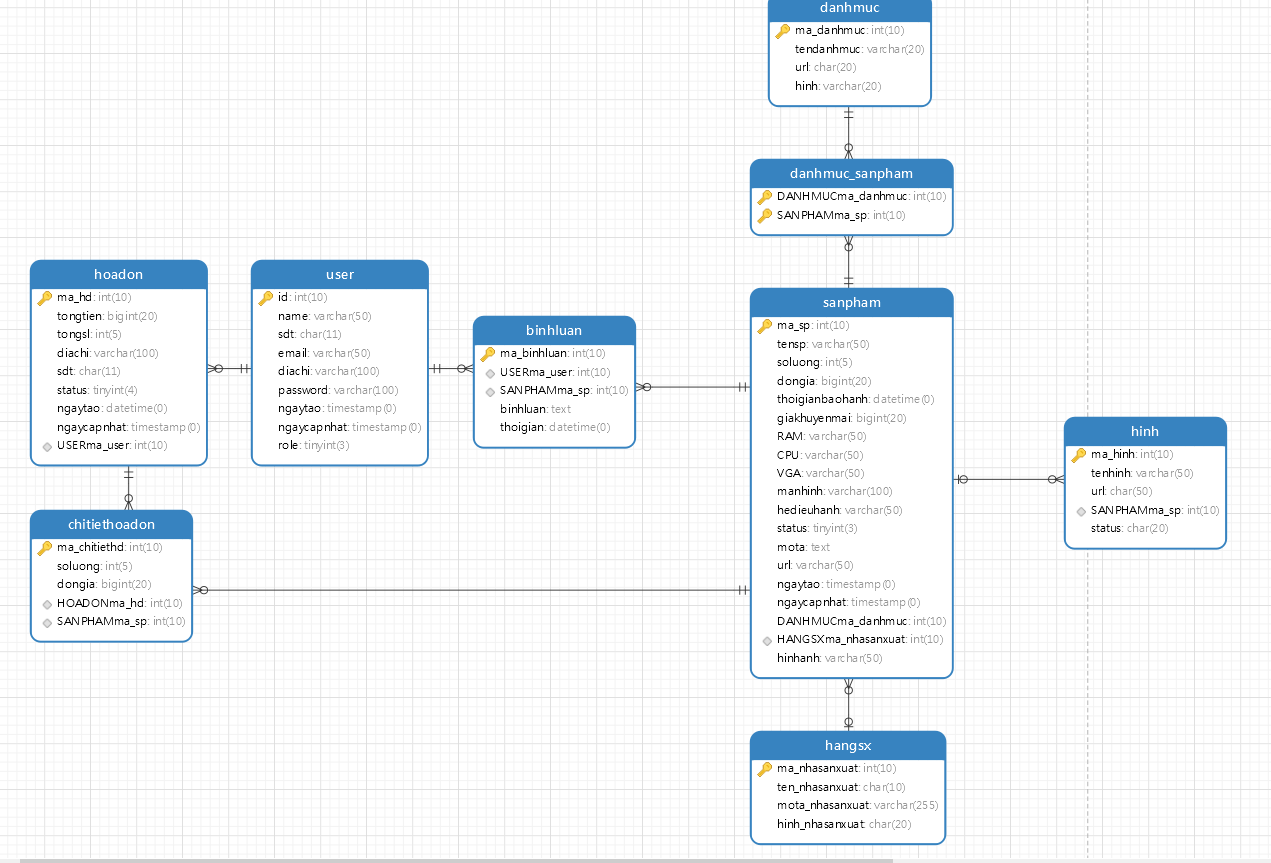 danhmuc
ma_danhmuc: int(10)
tendanhmuc: varchar(20)
url: char(20)
hinh: varchar(20)
danhmuc_sanpham
DANHMUCma_danhmuc: int(10)
SANPHAMma_sp: int(10)
hoadon
ma_hd: int(10)
tongtien: bigint(20)
tongsl: int(5)
diachi: varchar(100)
sdt: char(11)
status: tinyint(4)
ngaytao: datetime(0)
ngaycapnhat: timestamp(0)
USERma_user: int(10)
user
id: int(10)
name: varchar(50)
sdt: char(11)
email: varchar(50)
diachi: varchar(100)
password: varchar(100)
ngaytao: timestamp(0)
ngaycapnhat: timestamp(0)
role: tinyint(3)
binhluan
ma_binhluan: int(10)
USERma_user: int(10)
SANPHAMma_sp: int(10)
binhluan: text
thoigian: datetime(0)
sanpham
ma_sp: int(10)
tensp: varchar(50)
soluong: int(5)
dongia: bigint(20)
thoigianbaohanh: datetime(0)
giakhuyenmai: bigint(20)
RAM: varchar(50)
CPU: varchar(50)
VGA: varchar(50)
manhinh: varchar(100)
hedieuhanh: varchar(50)
status: tinyint(3)
mota: text
url: varchar(50)
ngaytao: timestamp(0)
ngaycapnhat: timestamp(0)
DANHMUCma_danhmuc: int(10)
HANGSXma_nhasanxuat: int(10)
hinhanh: varchar(50)
hinh
ma_hinh: int(10)
tenhinh: varchar(50)
url: char(50)
SANPHAMma_sp: int(10)
status: char(20)
chitiethoadon
ma_chitiethd: int(10)
soluong: int(5)
dongia: bigint(20)
HOADONma_hd: int(10)
SANPHAMma_sp: int(10)
hangsx
ma_nhasanxuat: int(10)
ten_nhasanxuat: char(10)
mota_nhasanxuat: varchar(255)
hinh_nhasanxuat: char(20)